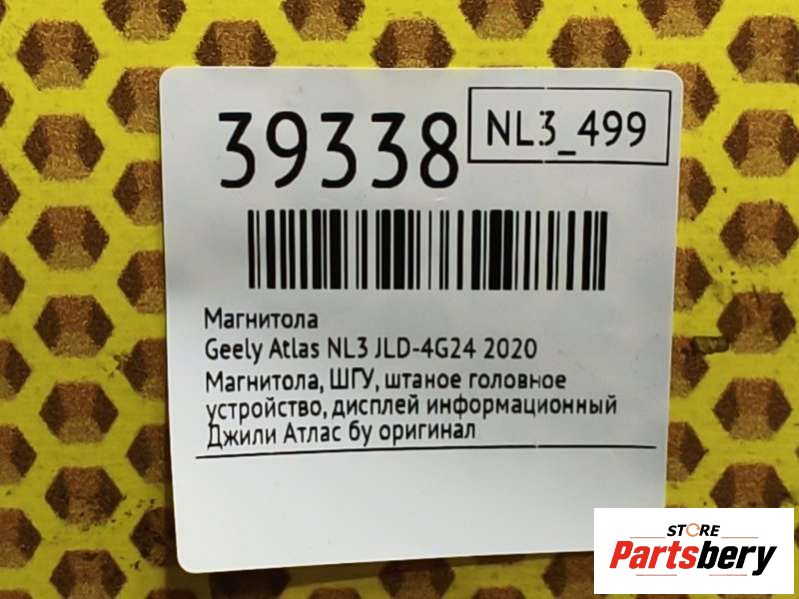 39338
NL3_499
Магнитола
Geely Atlas NL3 JLD-4G24 2020
Магнитола, ШГУ, штаное головное
устройство, дисплей информационный
Джили Атлас бу оригинал
STORE
Partsbery